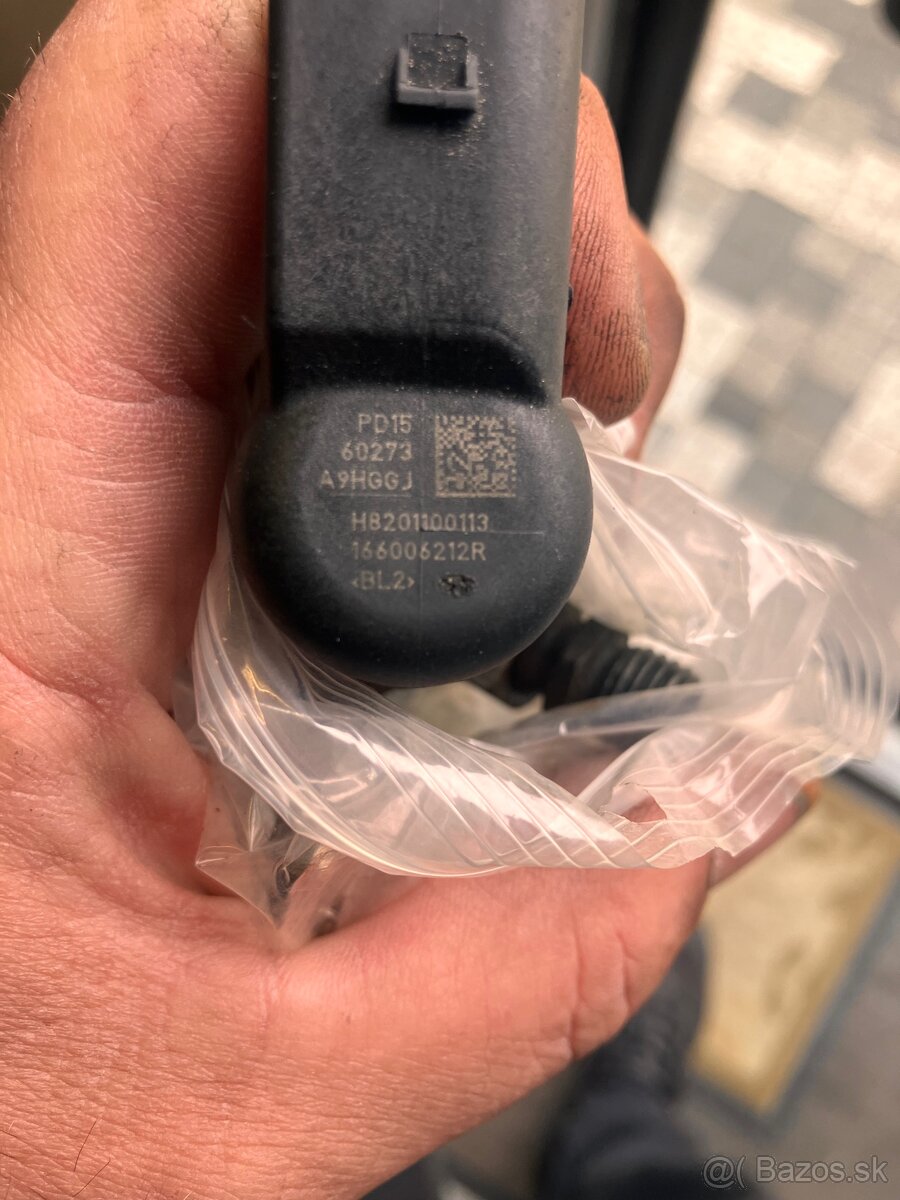 PD15
60273
A9HGGJ
H8201100113
166006212R
<BL2>
@( Bazos.sk